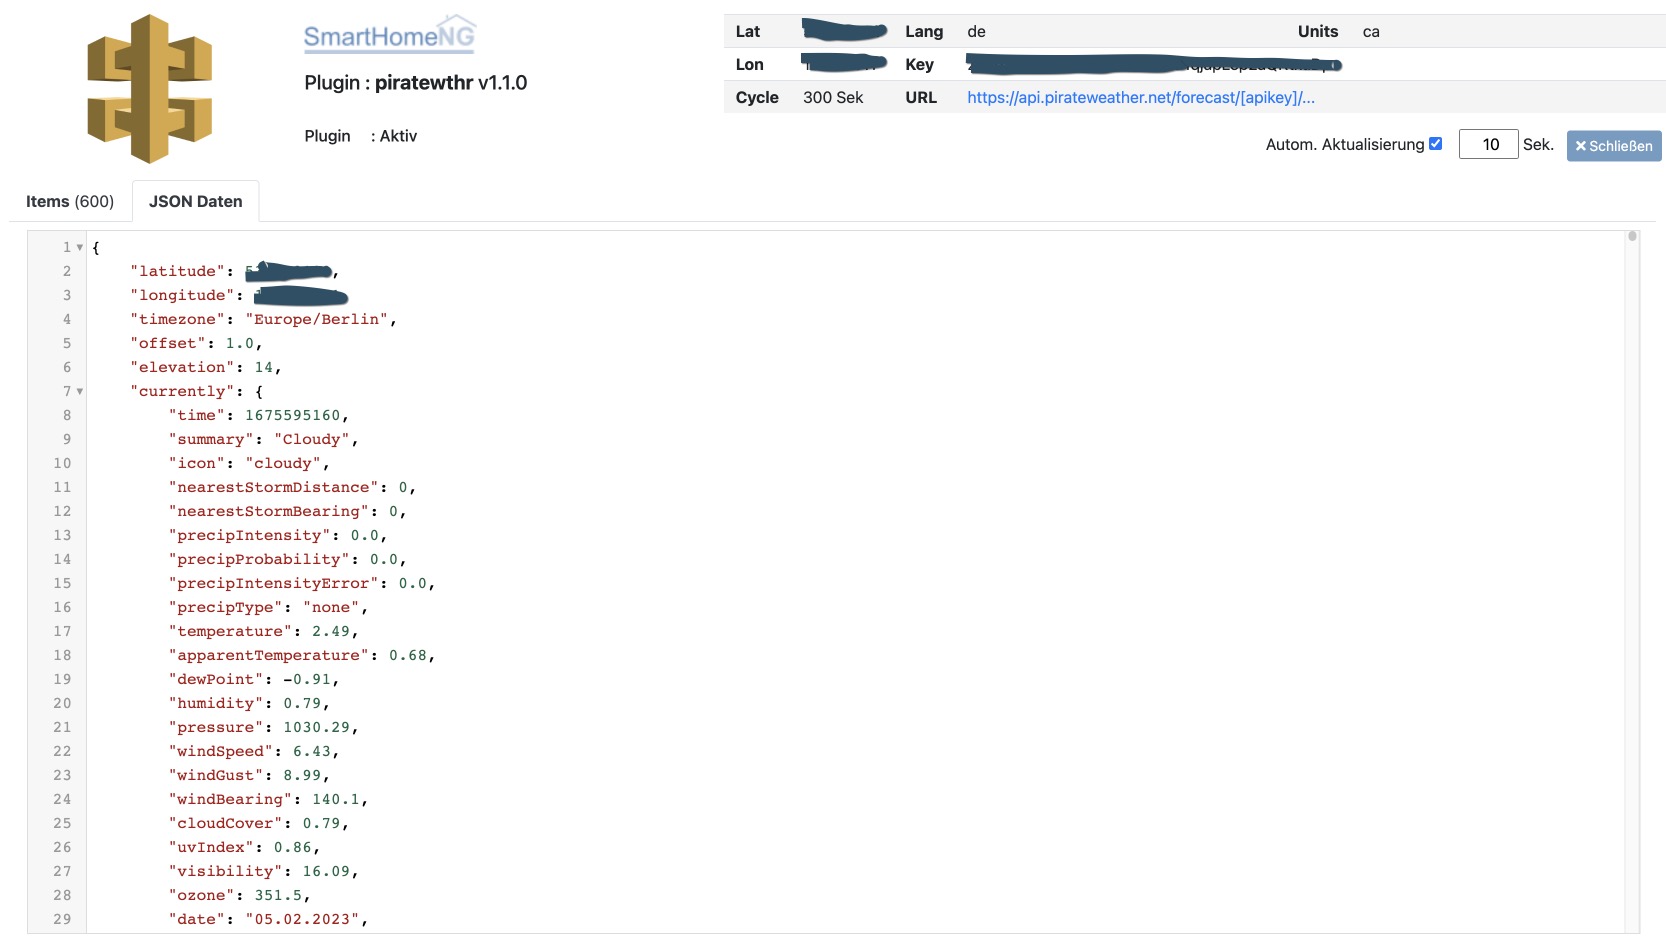 SmartHomeNG
Plugin : piratewthr v1.1.0
Plugin : Aktiv
Lat Lang de Units ca
Lon Key
Cycle 300 Sek URL https://api.pirateweather.net/forecast/[apikey]/...
Autom. Aktualisierung 10 Sek. Schließen
Items (600) JSON Daten
1 {
2 "latitude": ,
3 "longitude":
4 "timezone": "Europe/Berlin",
5 "offset": 1.0,
6 "elevation": 14,
7 "currently": {
8 "time": 1675595160,
9 "summary": "Cloudy",
10 "icon": "cloudy",
11 "nearestStormDistance": 0,
12 "nearestStormBearing": 0,
13 "precipIntensity": 0.0,
14 "precipProbability": 0.0,
15 "precipIntensityError": 0.0,
16 "precipType": "none",
17 "temperature": 2.49,
18 "apparentTemperature": 0.68,
19 "dewPoint": -0.91,
20 "humidity": 0.79,
21 "pressure": 1030.29,
22 "windSpeed": 6.43,
23 "windGust": 8.99,
24 "windBearing": 140.1,
25 "cloudCover": 0.79,
26 "uvIndex": 0.86,
27 "visibility": 16.09,
28 "ozone": 351.5,
29 "date": "05.02.2023",